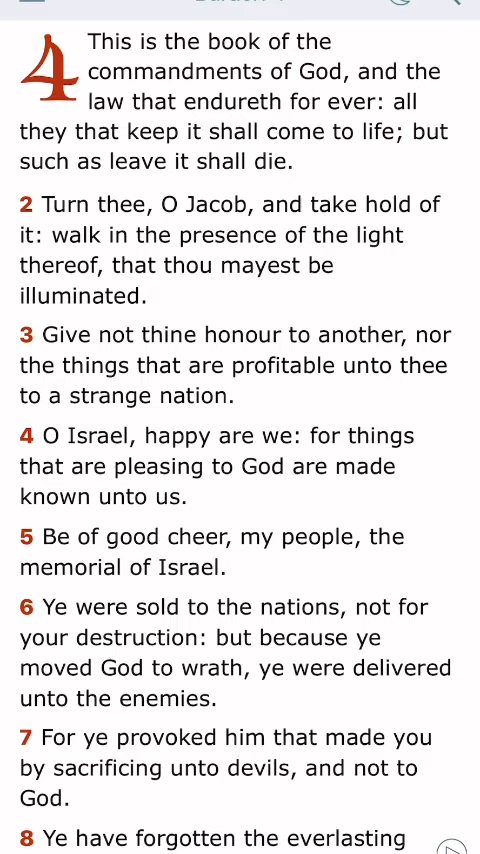 4 This is the book of the
commandments of God, and the
law that endureth for ever: all
they that keep it shall come to life; but
such as leave it shall die.
2 Turn thee, O Jacob, and take hold of
it: walk in the presence of the light
thereof, that thou mayest be
illuminated.
3 Give not thine honour to another, nor
the things that are profitable unto thee
to a strange nation.
4 O Israel, happy are we: for things
that are pleasing to God are made
known unto us.
5 Be of good cheer, my people, the
memorial of Israel.
6 Ye were sold to the nations, not for
your destruction: but because ye
moved God to wrath, ye were delivered
unto the enemies.
7 For ye provoked him that made you
by sacrificing unto devils, and not to
God.
8 Ye have forgotten the everlasting